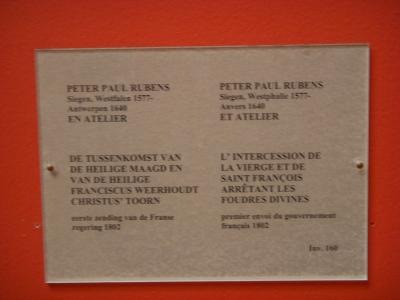 PETER PAUL RUBENS
Siegen, Westfalen 1577-
Antwerpen 1640
EN ATELIER
DE TUSSENKOMST VAN
DE HEILIGE MAAGD EN
VAN DE HEILIGE
FRANCISCUS WEERHOUDT
CHRISTUS' TOORN
eerste zending van de Franse
regering 1802
PETER PAUL RUBENS
Siegen, Westphalie 1577-
Anvers 1640
ET ATELIER
L' INTERCESSION DE
LA VIERGE ET DE
SAINT FRANÇOIS
ARRÊTANT LES
FOUDRES DIVINES
premier envoi du gouvernement
français 1802
Inv. 160